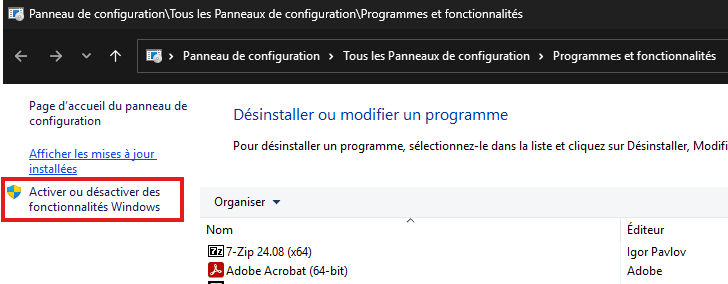 Panneau de configuration\Tous les Panneaux de configuration\Programmes et fonctionnalités
Panneau de configuration > Tous les Panneaux de configuration > Programmes et fonctionnalités
Page d'accueil du panneau de
configuration
Afficher les mises à jour
installées
Activer ou désactiver des
fonctionnalités Windows
Désinstaller ou modifier un programme
Pour désinstaller un programme, sélectionnez-le dans la liste et cliquez sur Désinstaller, Modifi
Organiser
Nom Éditeur
7-Zip 24.08 (x64) Igor Pavlov
Adobe Acrobat (64-bit) Adobe